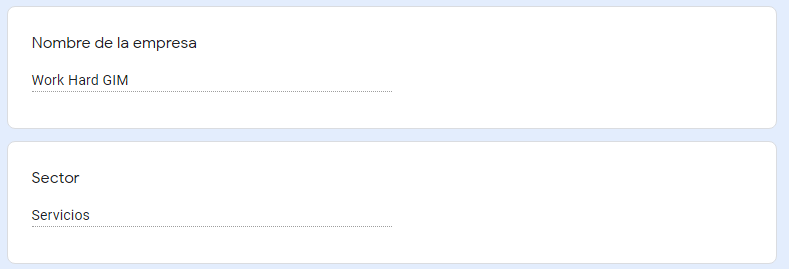 Nombre de la empresa
Work Hard GIM
Sector
Servicios